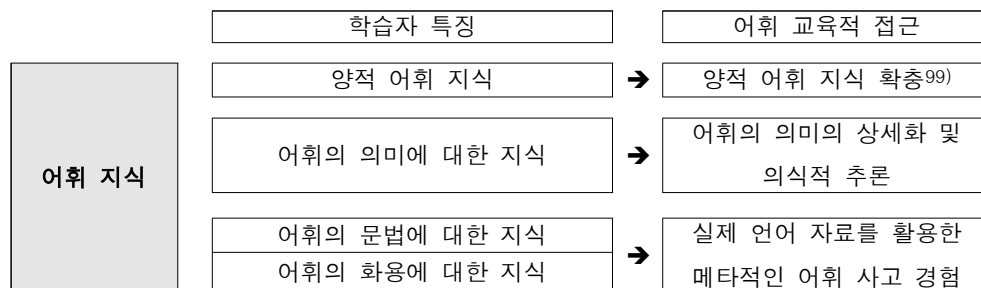 학습자 특징
어휘 교육적 접근
어휘 지식
양적 어휘 지식
➔
양적 어휘 지식 확충99)
어휘의 의미에 대한 지식
➔
어휘의 의미의 상세화 및
의식적 추론
어휘의 문법에 대한 지식
어휘의 화용에 대한 지식
➔
실제 언어 자료를 활용한
메타적인 어휘 사고 경험